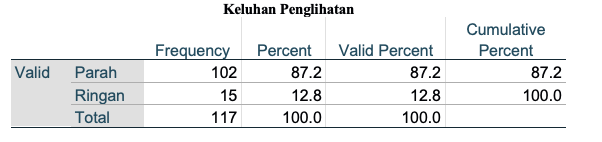 Keluhan Penglihatan
Cumulative
Frequency Percent Valid Percent Percent
Valid Parah 102 87.2 87.2 87.2
Ringan 15 12.8 12.8 100.0
Total 117 100.0 100.0